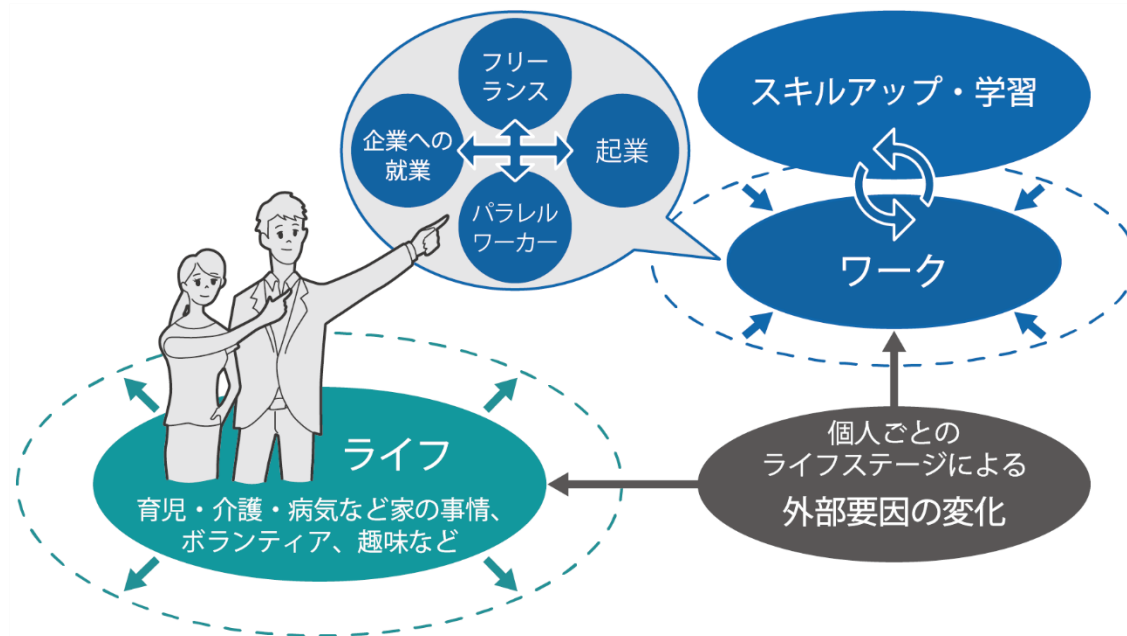 フリー
ランス
企業への
就業
起業
パラレル
ワーカー
スキルアップ・学習
ワーク
ライフ
育児・介護・病気など家の事情、
ボランティア、趣味など
個人ごとの
ライフステージによる
外部要因の変化